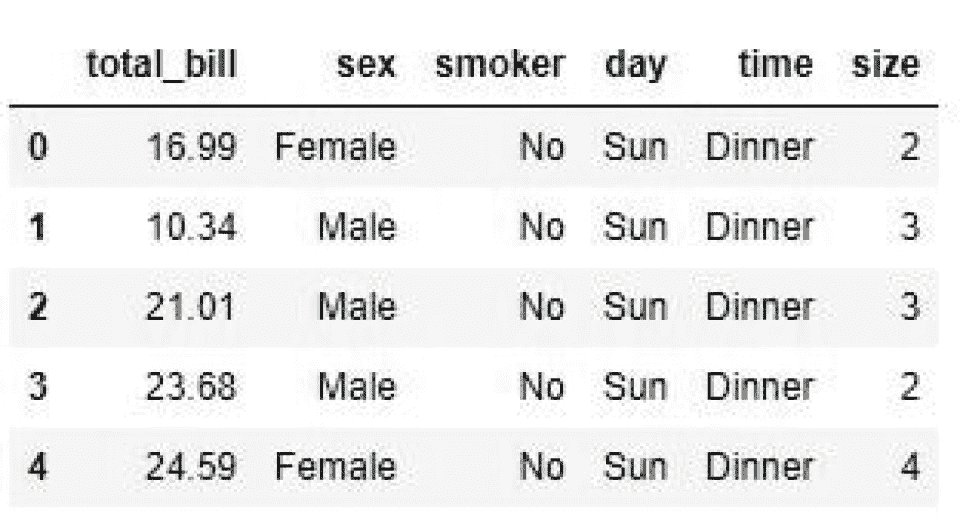 total_bill sex smoker day time size
0 16.99 Female No Sun Dinner 2
1 10.34 Male No Sun Dinner 3
2 21.01 Male No Sun Dinner 3
3 23.68 Male No Sun Dinner 2
4 24.59 Female No Sun Dinner 4